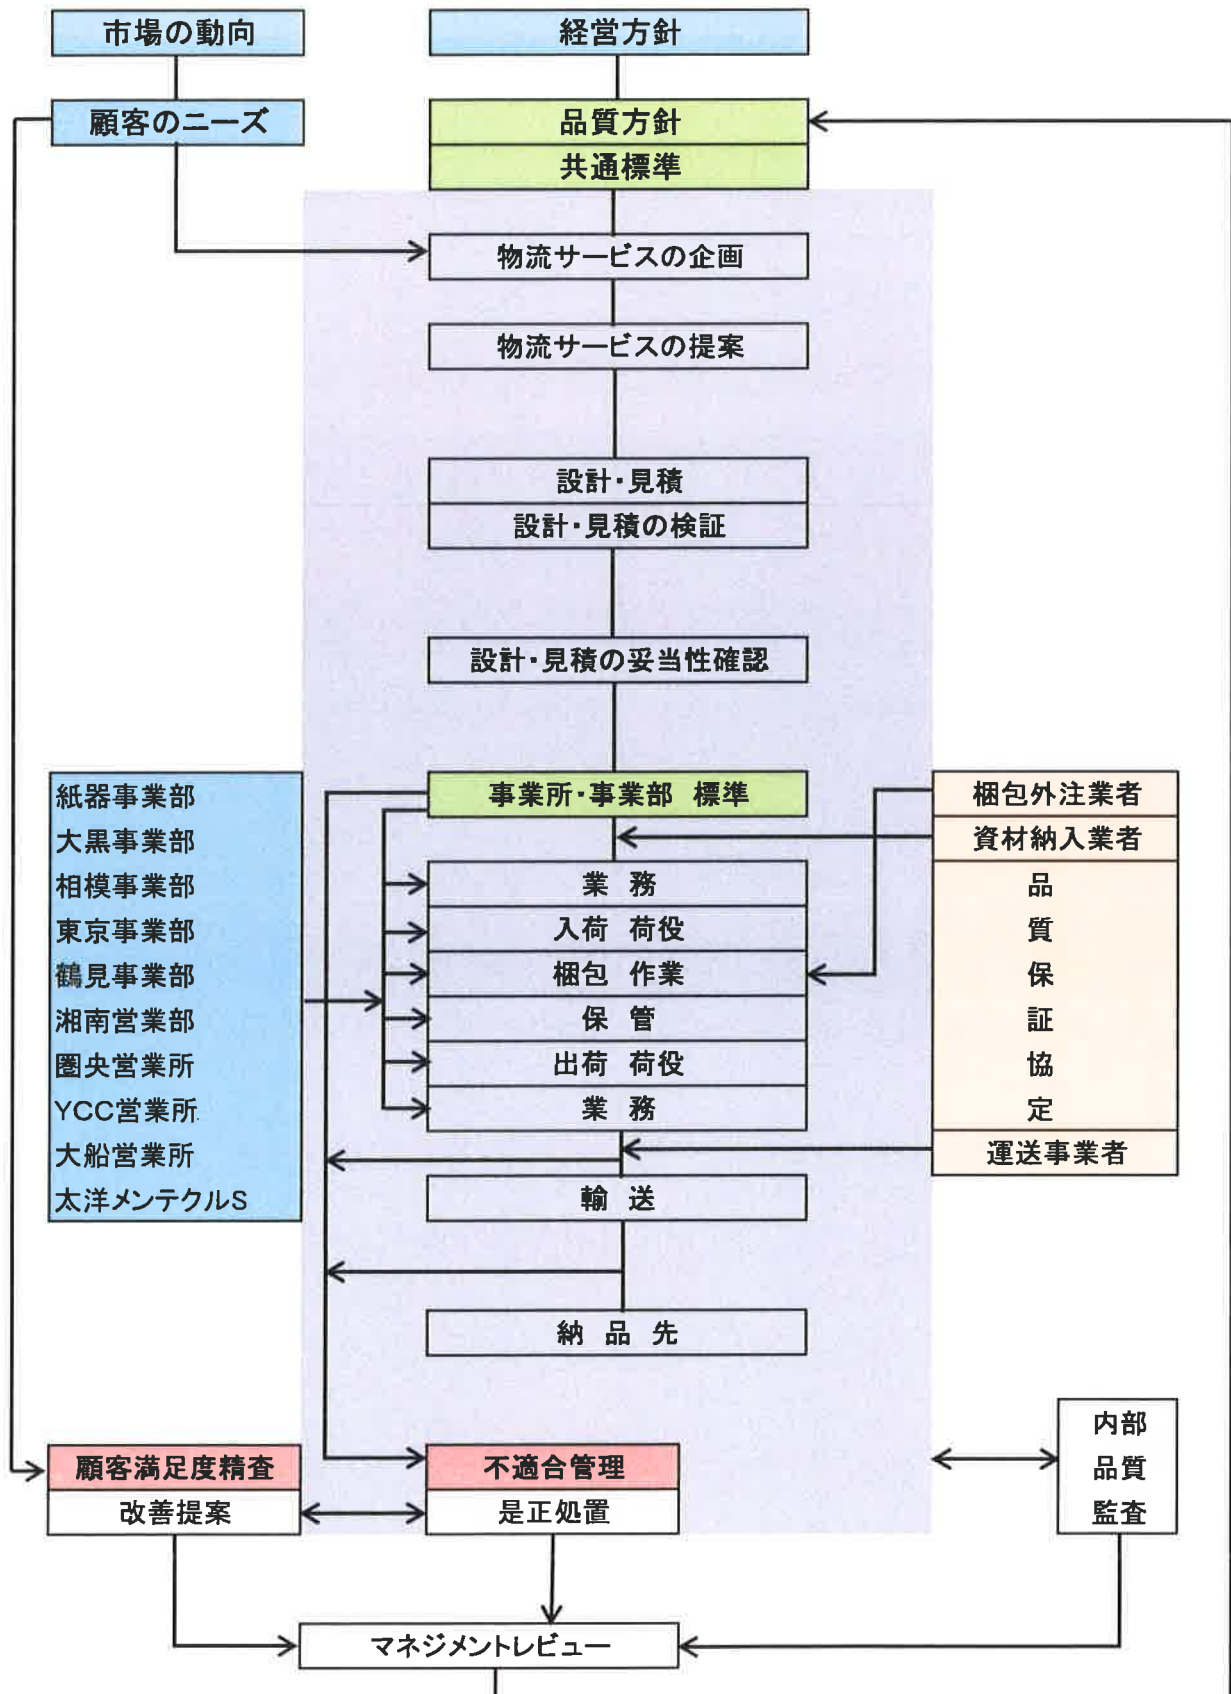 市場の動向
経営方針
顧客のニーズ
品質方針
共通標準
物流サービスの企画
物流サービスの提案
設計・見積
設計・見積の検証
設計・見積の妥当性確認
紙器事業部
大黒事業部
相模事業部
東京事業部
鶴見事業部
湘南営業部
圏央営業所
YCC営業所
大船営業所
太洋メンテクルS
事業所・事業部 標準
業 務
入荷 荷役
梱包 作業
保 管
出荷 荷役
業 務
輸 送
納 品 先
梱包外注業者
資材納入業者
品
質
保
証
協
定
運送事業者
顧客満足度精査
改善提案
不適合管理
是正処置
内部
品質
監査
マネジメントレビュー